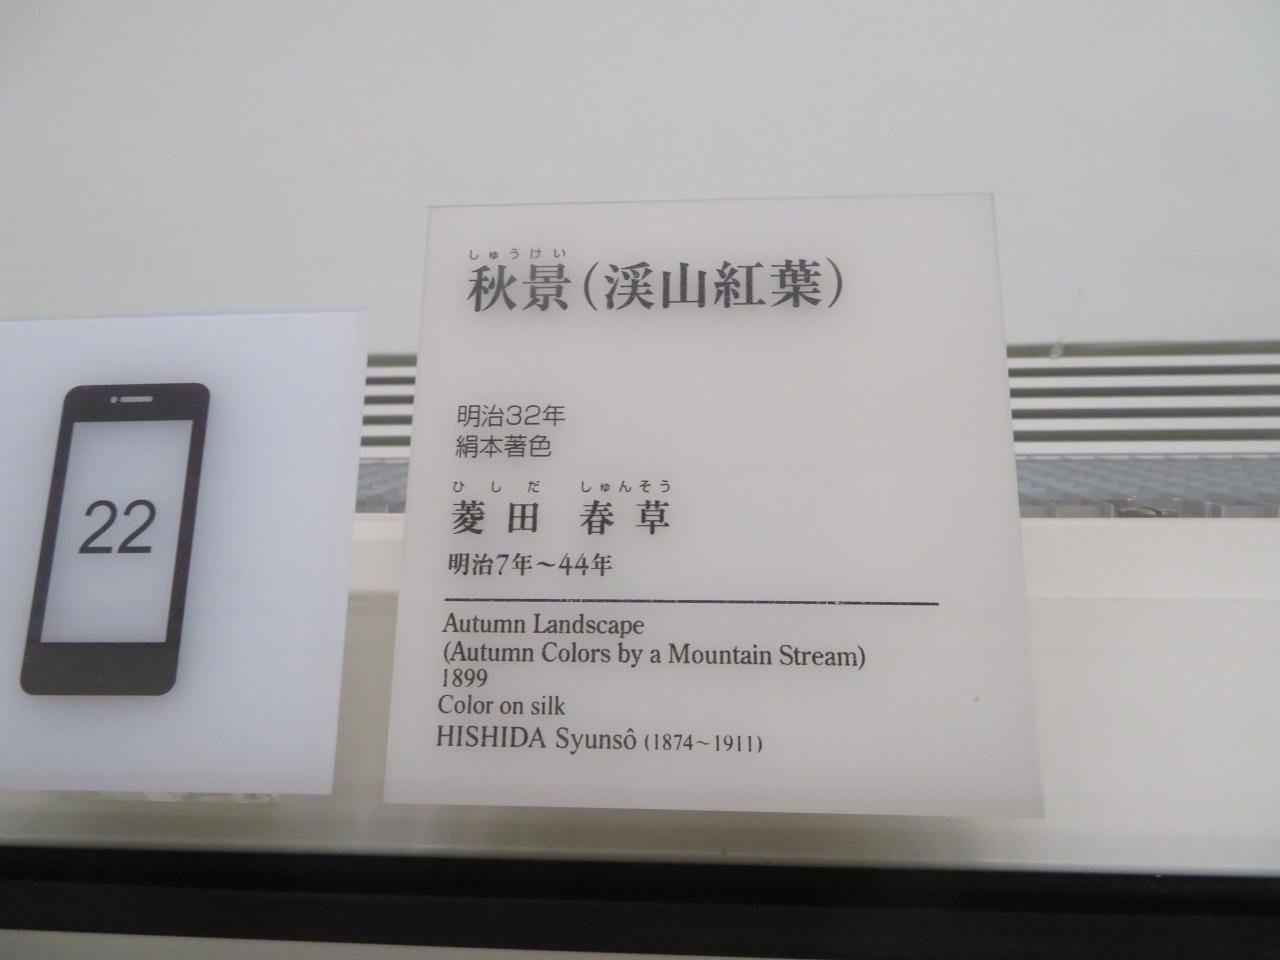 22
しゅうけい
秋景(渓山紅葉)
明治32年
絹本著色
ひしだ しゅんそう
菱田 春草
明治7年～44年
Autumn Landscape
(Autumn Colors by a Mountain Stream)
1899
Color on silk
HISHIDA Syunsô (1874～1911)